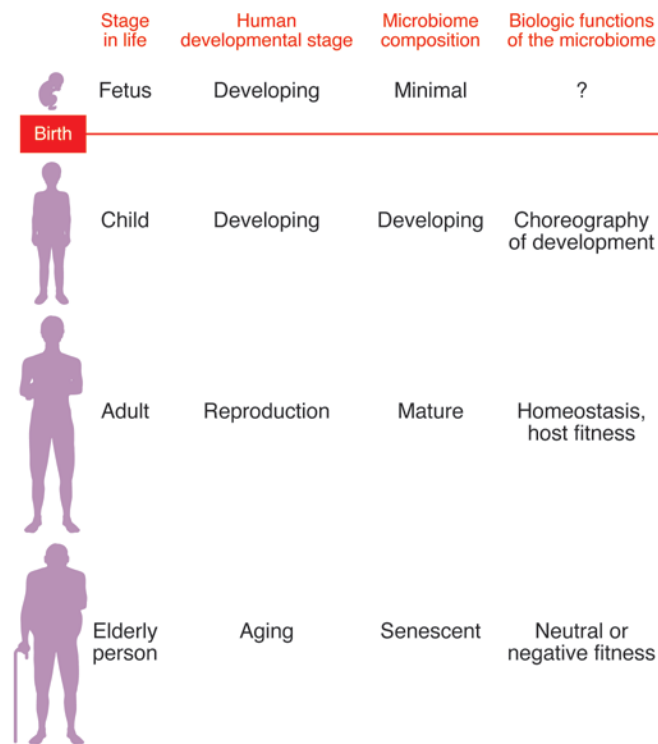 Stage
in life
Human
developmental stage
Microbiome
composition
Biologic functions
of the microbiome
Fetus
Developing
Minimal
?
Birth
Child
Developing
Developing
Choreography
of development
Adult
Reproduction
Mature
Homeostasis,
host fitness
Elderly
person
Aging
Senescent
Neutral or
negative fitness